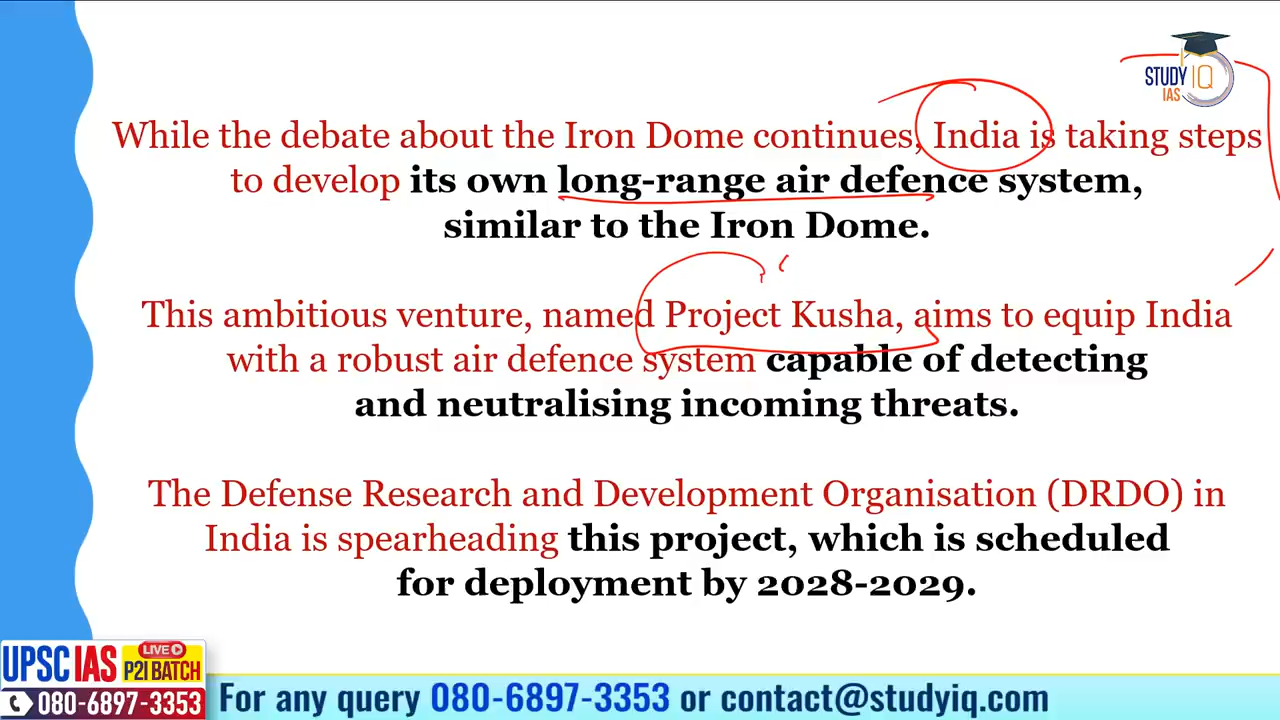 STUDY IQ
IAS
While the debate about the Iron Dome continues, India is taking steps
to develop its own long-range air defence system,
similar to the Iron Dome.
This ambitious venture, named Project Kusha, aims to equip India
with a robust air defence system capable of detecting
and neutralising incoming threats.
The Defense Research and Development Organisation (DRDO) in
India is spearheading this project, which is scheduled
for deployment by 2028-2029.
UPSC IAS LIVE P2I BATCH
080-6897-3353
For any query 080-6897-3353 or contact@studyiq.com